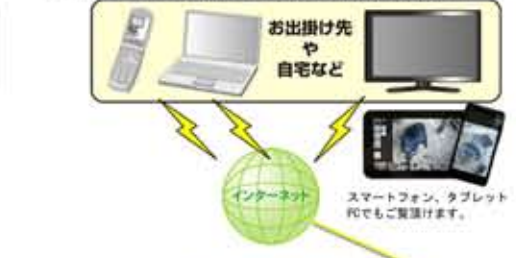 お出掛け先
や
自宅など
インターネット
スマートフォン、タブレット
PCでもご覧頂けます。